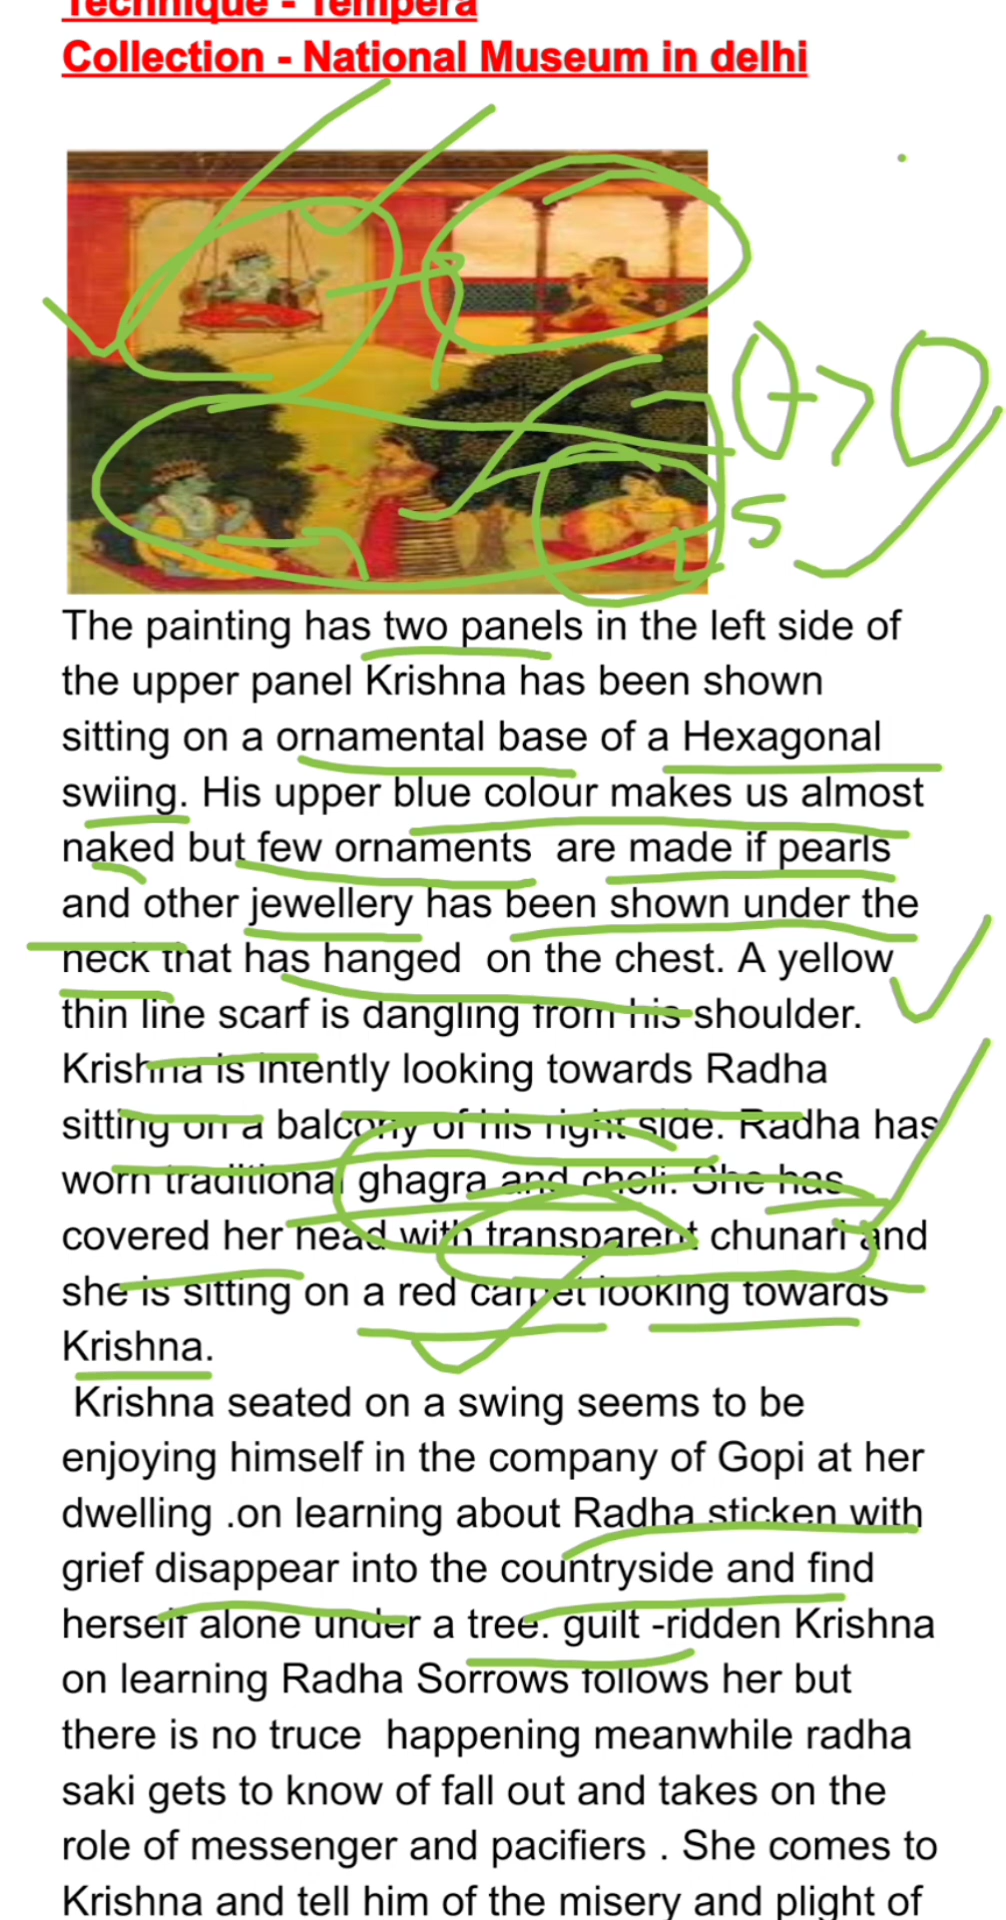 Technique - Tempera
Collection - National Museum in delhi
The painting has two panels in the left side of
the upper panel Krishna has been shown
sitting on a ornamental base of a Hexagonal
swiing. His upper blue colour makes us almost
naked but few ornaments are made if pearls
and other jewellery has been shown under the
neck that has hanged on the chest. A yellow
thin line scarf is dangling from his shoulder.
Krishna is intently looking towards Radha
sitting on a balcony of his right side. Radha has
worn traditional ghagra and choli. She has
covered her head with transparent chunari and
she is sitting on a red carpet looking towards
Krishna.
Krishna seated on a swing seems to be
enjoying himself in the company of Gopi at her
dwelling .on learning about Radha sticken with
grief disappear into the countryside and find
herself alone under a tree. guilt -ridden Krishna
on learning Radha Sorrows follows her but
there is no truce happening meanwhile radha
saki gets to know of fall out and takes on the
role of messenger and pacifiers . She comes to
Krishna and tell him of the misery and plight of